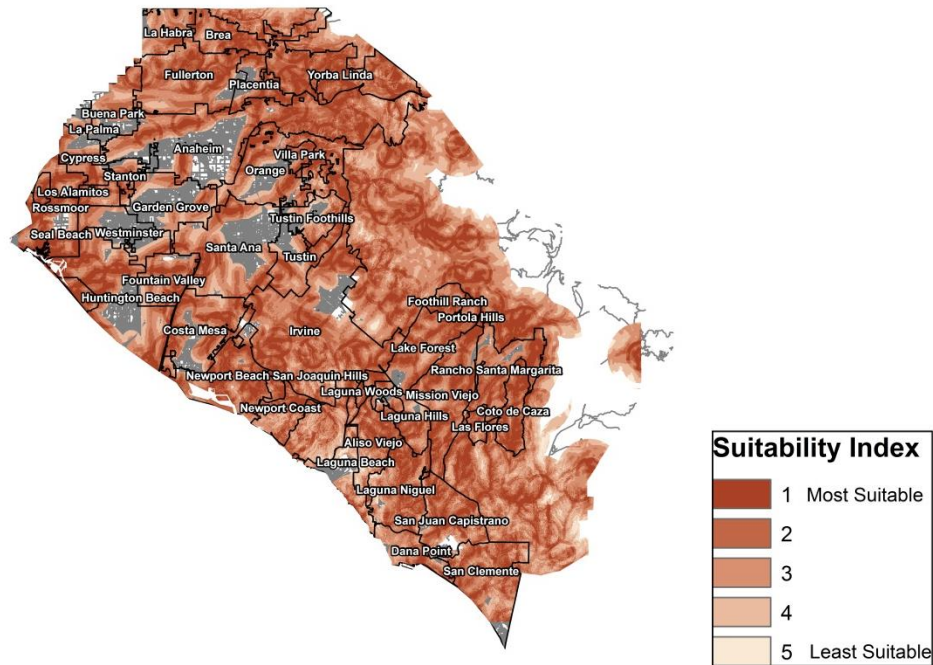 La Habra
Brea
Fullerton
Yorba Linda
Placentia
Buena Park
La Palma
Anaheim
Cypress
Villa Park
Orange
Stanton
Los Alamitos
Garden Grove
Rossmoor
Tustin Foothills
Seal Beach
Westminster
Santa Ana
Tustin
Fountain Valley
Huntington Beach
Foothill Ranch
Portola Hills
Costa Mesa
Irvine
Lake Forest
Rancho Santa Margarita
Newport Beach
San Joaquin Hills
Laguna Woods
Mission Viejo
Newport Coast
Laguna Hills
Coto de Caza
Las Flores
Aliso Viejo
Laguna Beach
Laguna Niguel
San Juan Capistrano
Dana Point
San Clemente
Suitability Index
1 Most Suitable
2
3
4
5 Least Suitable